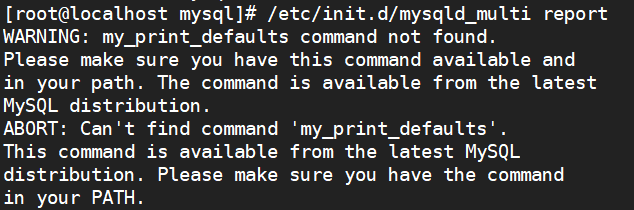 [root@localhost mysql]# /etc/init.d/mysqld_multi report
WARNING: my_print_defaults command not found.
Please make sure you have this command available and
in your path. The command is available from the latest
MySQL distribution.
ABORT: Can't find command 'my_print_defaults'.
This command is available from the latest MySQL
distribution. Please make sure you have the command
in your PATH.